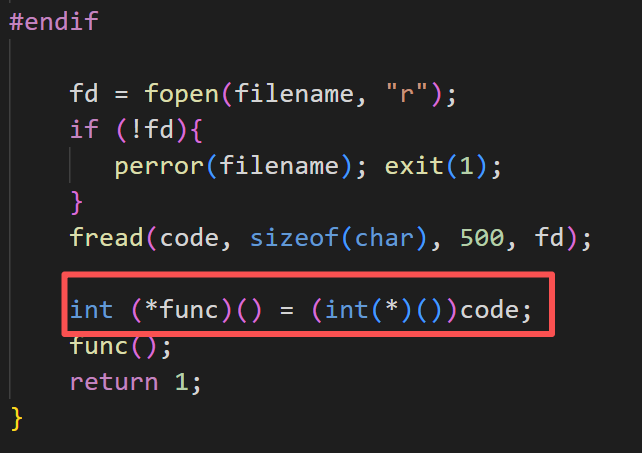 #endif
fd = fopen(filename, "r");
if (!fd){
perror(filename); exit(1);
}
fread(code, sizeof(char), 500, fd);
int (*func)() = (int(*)())code;
func();
return 1;
}